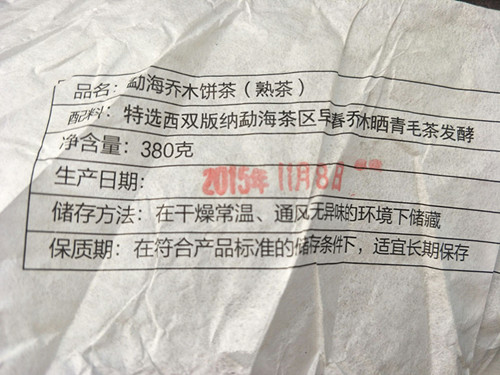 品名：勐海乔木饼茶（熟茶）
配料：特选西双版纳勐海茶区早春乔木晒青毛茶发酵
净含量：380克
生产日期：2015年11月8日
储存方法：在干燥常温、通风无异味的环境下储藏
保质期：在符合产品标准的储存条件下，适宜长期保存